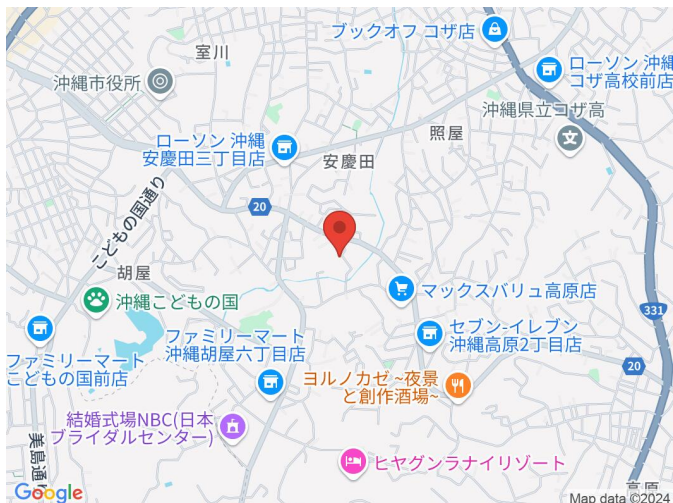 ブックオフ コザ店
室川
沖縄市役所
ローソン 沖縄
コザ高校前店
沖縄県立コザ高
照屋
ローソン 沖縄
安慶田三丁目店
安慶田
こどもの国通り
20
胡屋
沖縄こどもの国
マックスバリュ高原店
331
ファミリーマート
こどもの国前店
ファミリーマート
沖縄胡屋六丁目店
セブン-イレブン
沖縄高原2丁目店
20
ヨルノカゼ ~夜景
と創作酒場~
結婚式場NBC(日本
ブライダルセンター)
美島通り
ヒヤグンラナイリゾート
高原
Google
Map data ©2024